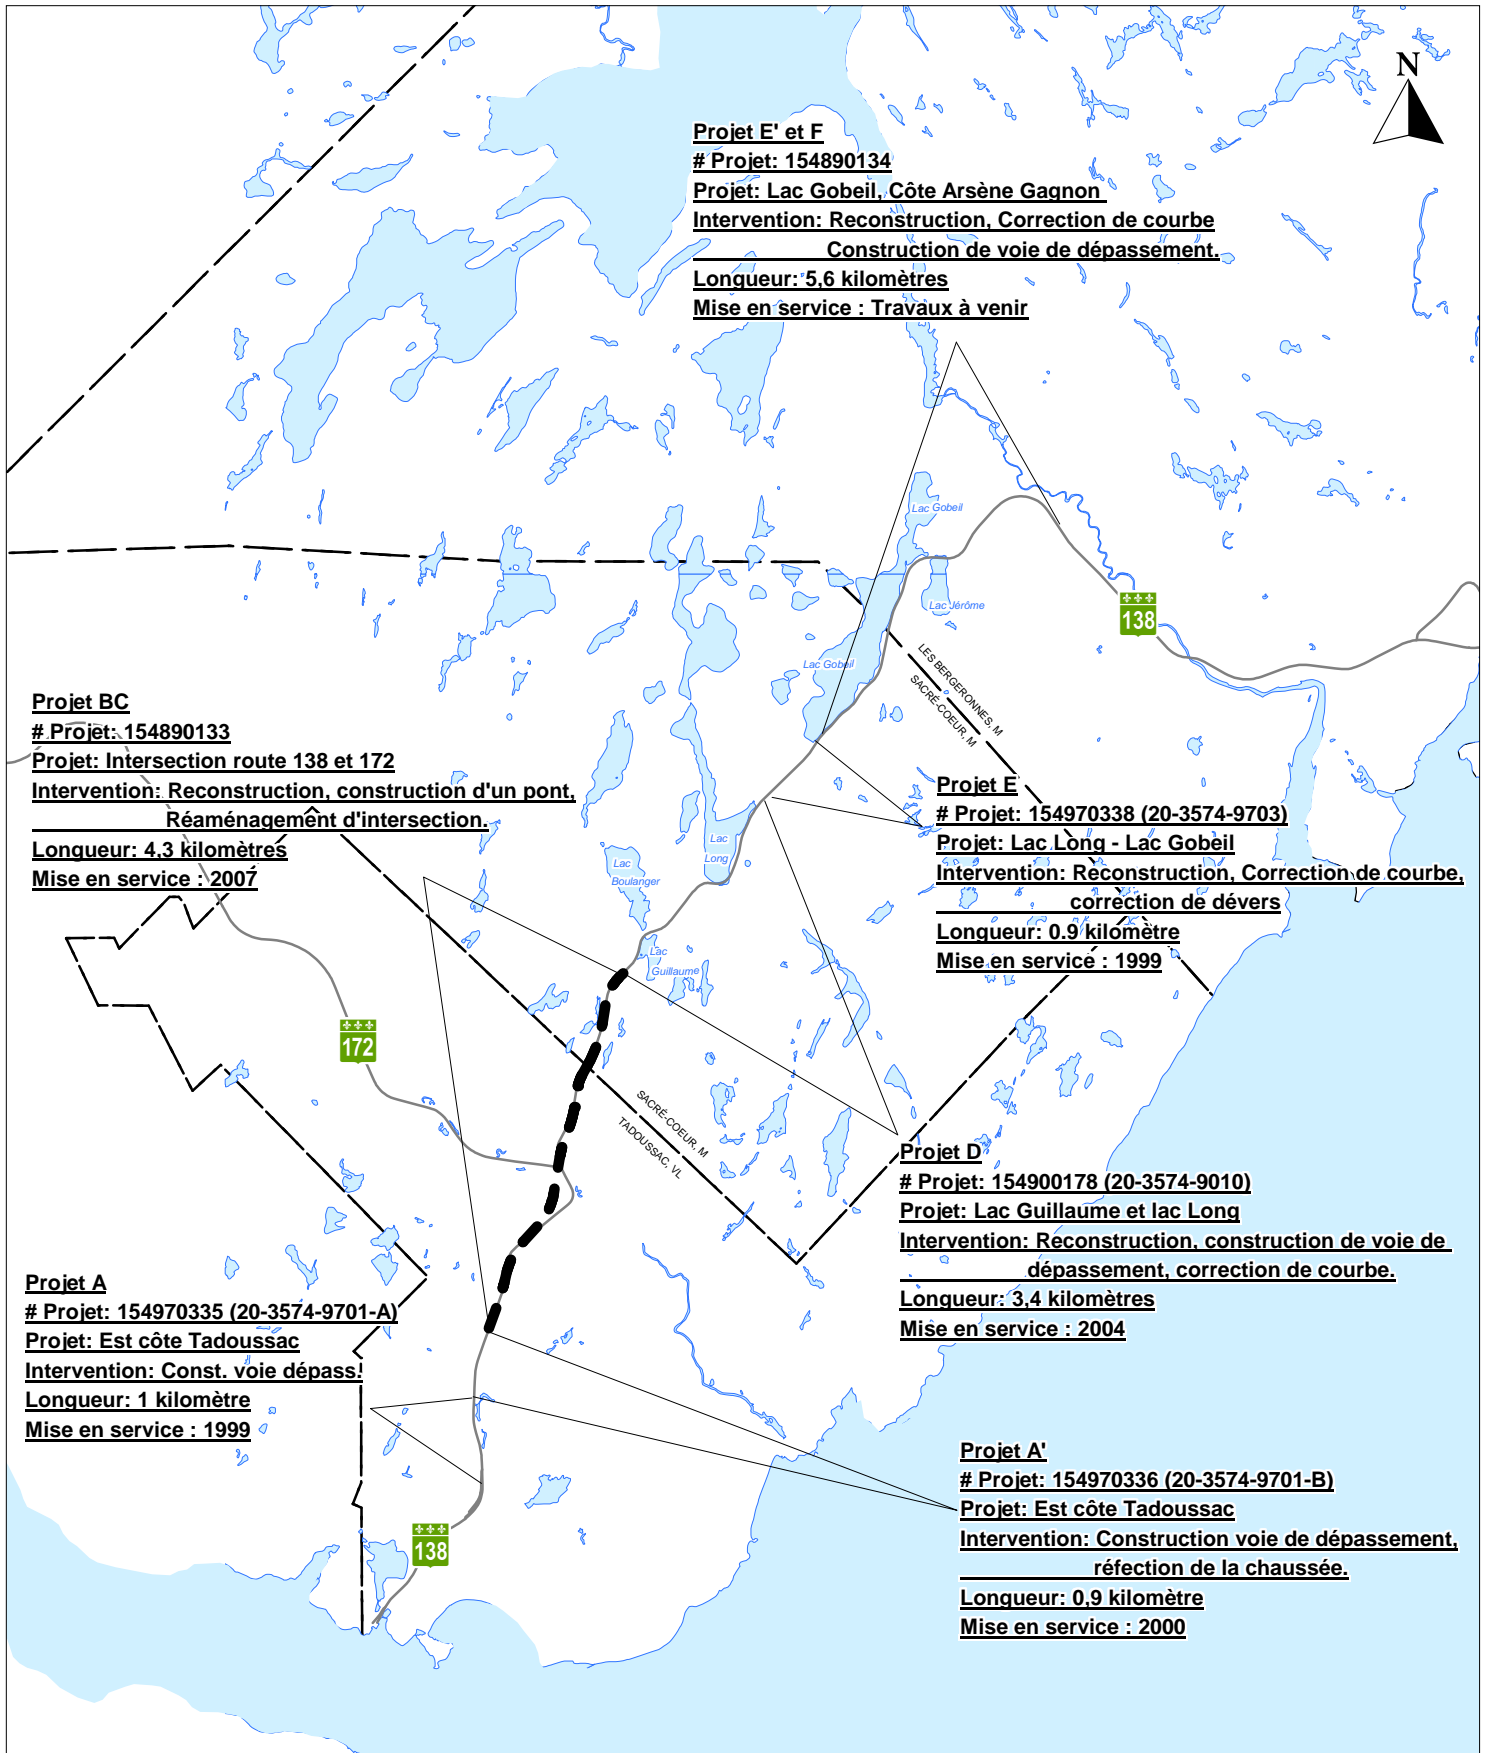 N
Projet E' et F
# Projet: 154890134
Projet: Lac Gobeil, Côte Arsène Gagnon
Intervention: Reconstruction, Correction de courbe
Construction de voie de dépassement.
Longueur: 5,6 kilomètres
Mise en service : Travaux à venir
Lac Gobeil
Lac Jérôme
138
Lac Gobeil
LES BERGERONNES, M
SACRÉ-COEUR, M
Projet BC
# Projet: 154890133
Projet: Intersection route 138 et 172
Intervention: Reconstruction, construction d'un pont,
Réaménagement d'intersection.
Longueur: 4,3 kilomètres
Mise en service : 2007
Projet E
# Projet: 154970338 (20-3574-9703)
Projet: Lac Long - Lac Gobeil
Intervention: Reconstruction, Correction de courbe,
correction de dévers
Longueur: 0.9 kilomètre
Mise en service : 1999
Lac
Long
Lac
Boulanger
Lac
Guillaume
172
SACRÉ-COEUR, M
TADOUSSAC, VL
Projet D
# Projet: 154900178 (20-3574-9010)
Projet: Lac Guillaume et lac Long
Intervention: Reconstruction, construction de voie de
dépassement, correction de courbe.
Longueur: 3,4 kilomètres
Mise en service : 2004
Projet A
# Projet: 154970335 (20-3574-9701-A)
Projet: Est côte Tadoussac
Intervention: Const. voie dépass.
Longueur: 1 kilomètre
Mise en service : 1999
Projet A'
# Projet: 154970336 (20-3574-9701-B)
Projet: Est côte Tadoussac
Intervention: Construction voie de dépassement,
réfection de la chaussée.
Longueur: 0,9 kilomètre
Mise en service : 2000
138